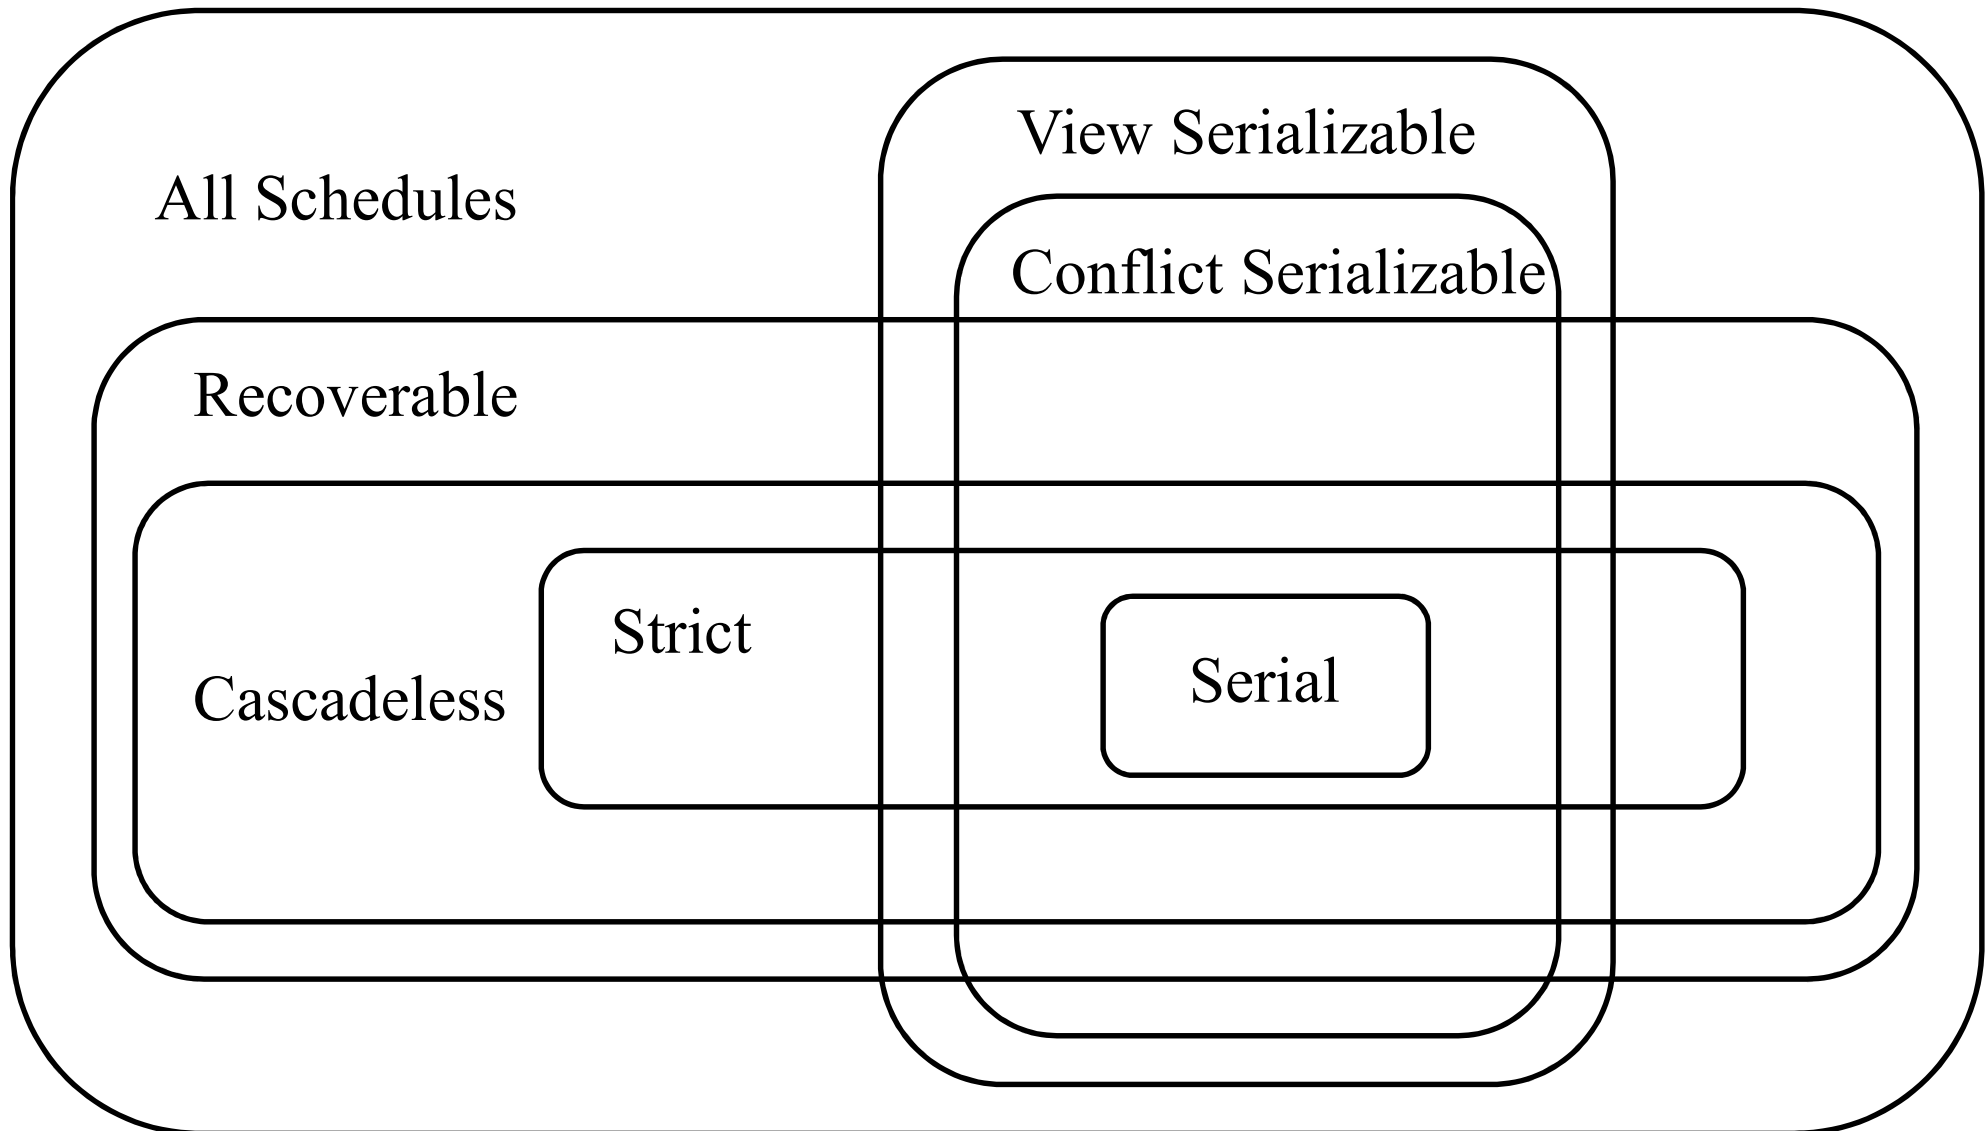 View Serializable
All Schedules
Conflict Serializable
Recoverable
Strict
Serial
Cascadeless